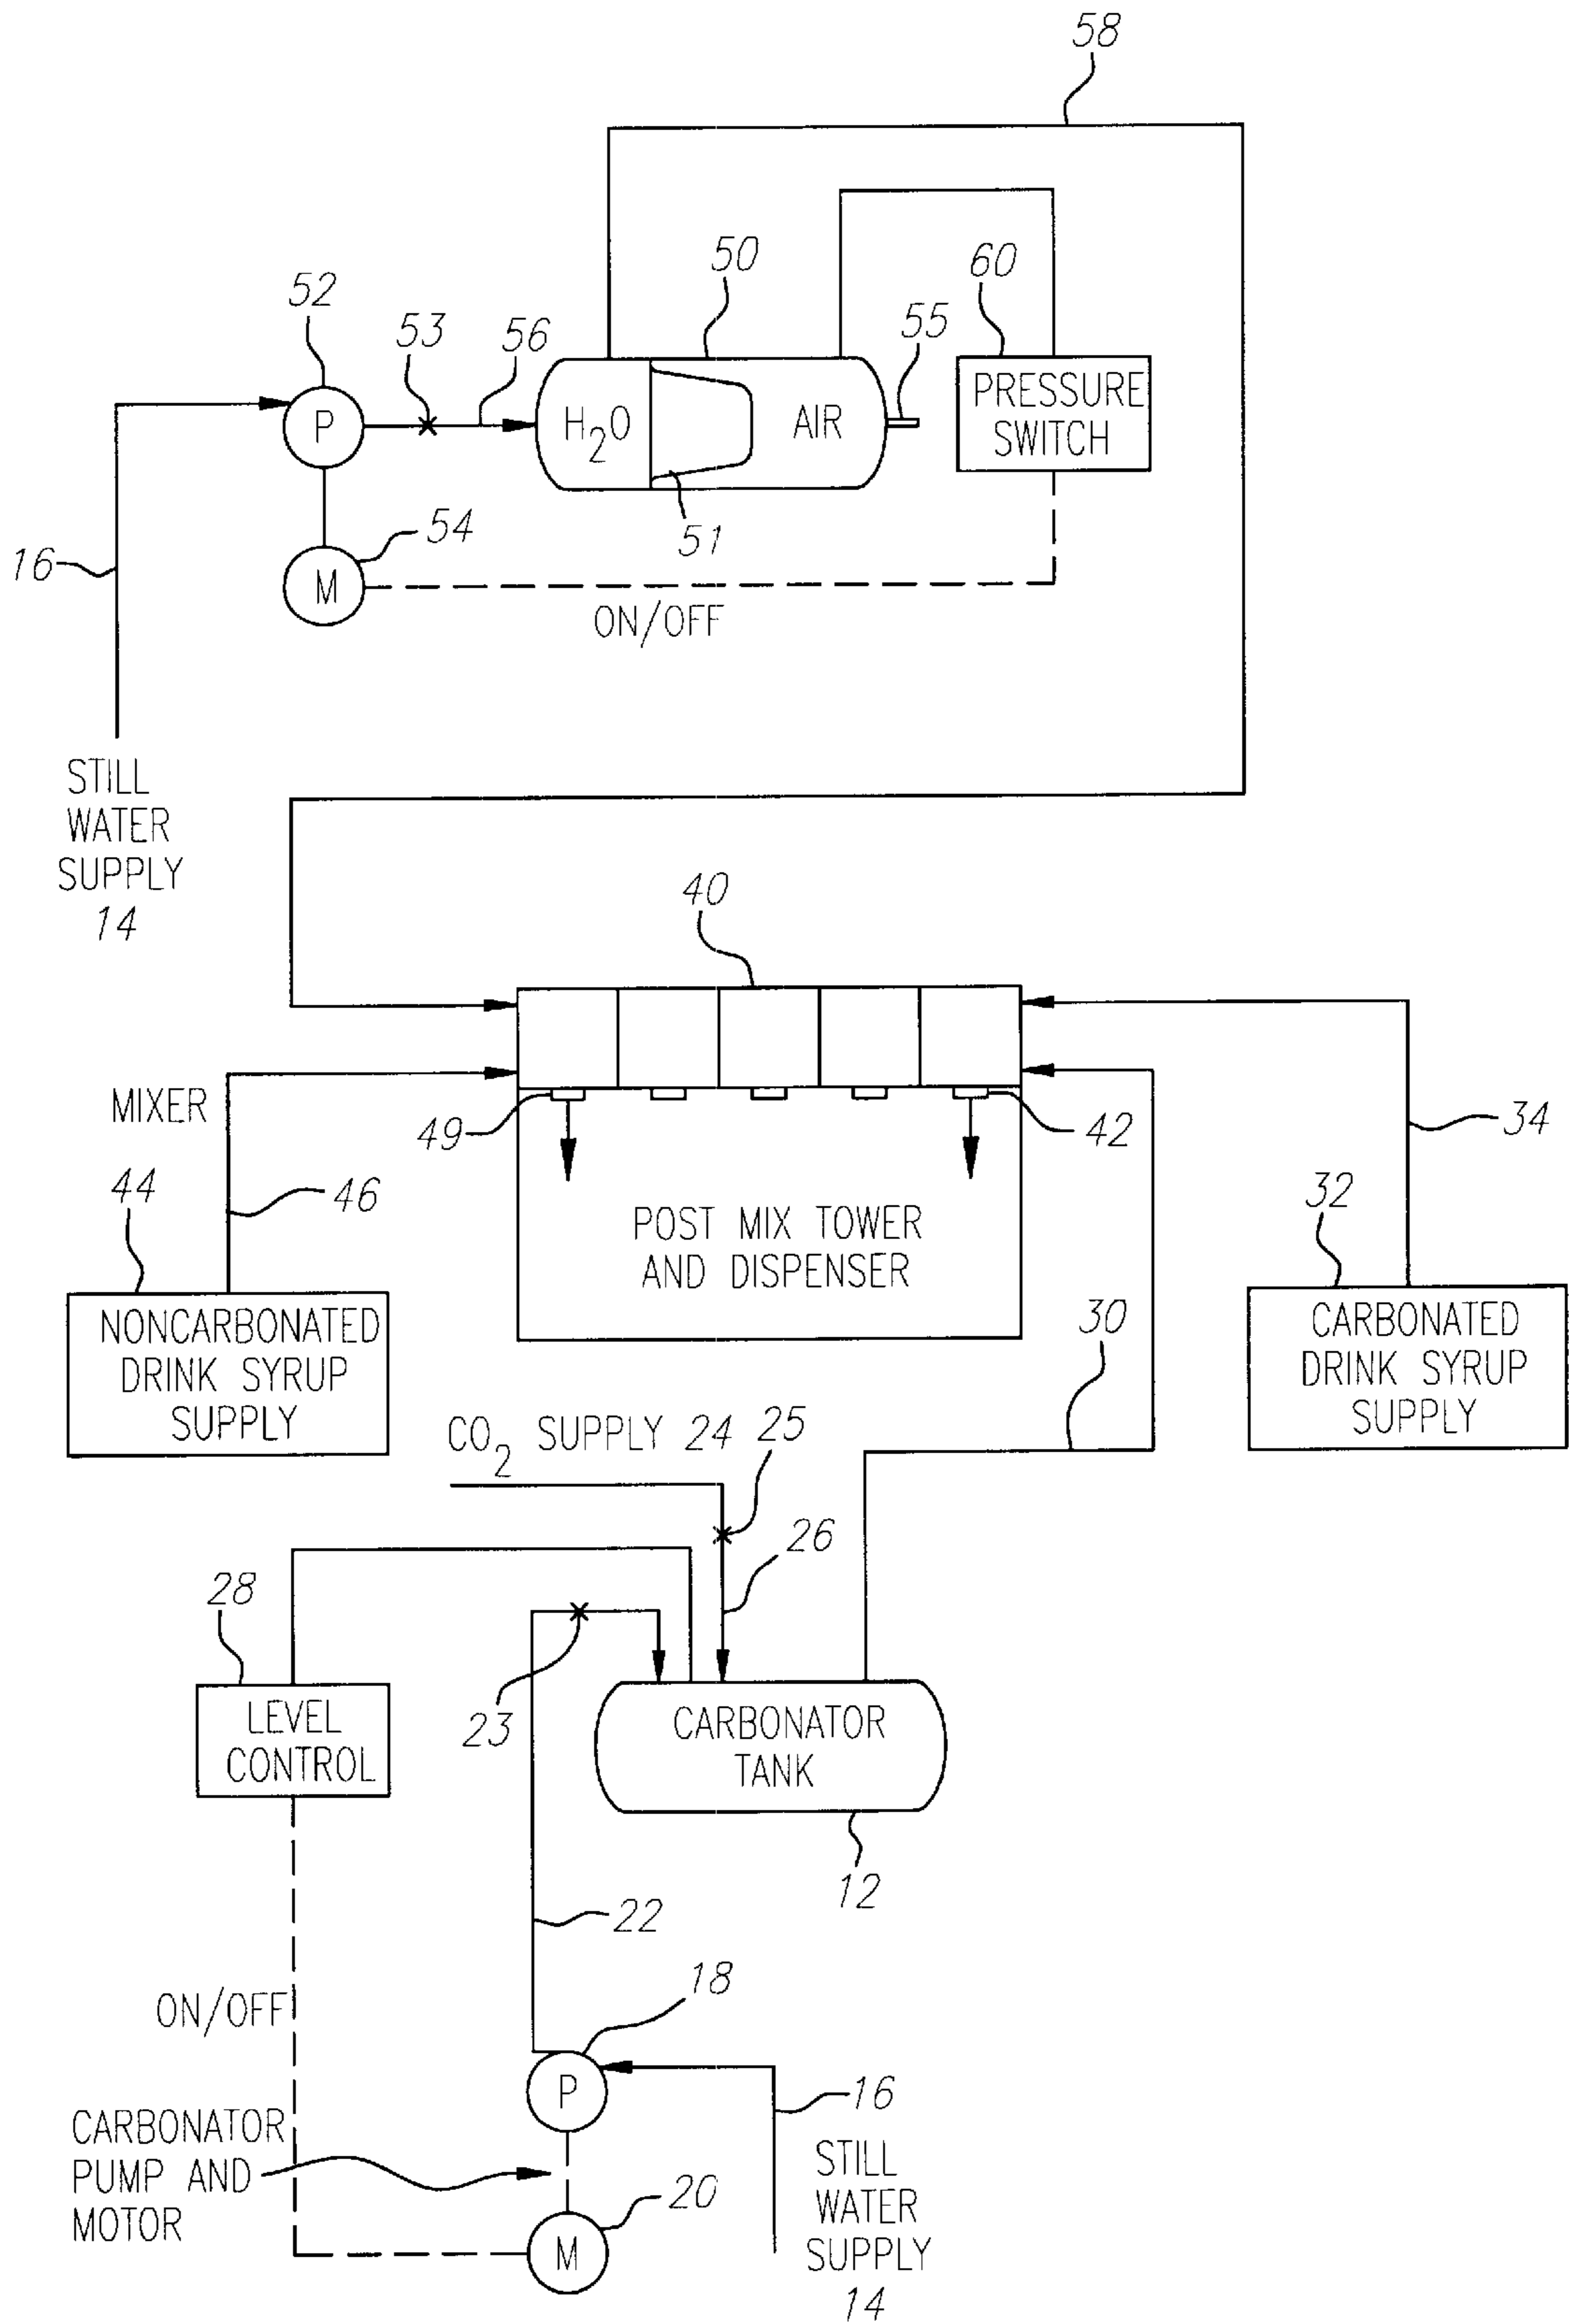 58
50
60
52
53
56
55
P
H2O
AIR
PRESSURE
SWITCH
51
54
16
M
ON/OFF
STILL
WATER
SUPPLY
14
40
MIXER
49
42
34
44
46
32
POST MIX TOWER
AND DISPENSER
30
NONCARBONATED
DRINK SYRUP
SUPPLY
CARBONATED
DRINK SYRUP
SUPPLY
CO2 SUPPLY 24
25
26
28
23
LEVEL
CONTROL
CARBONATOR
TANK
12
22
18
ON/OFF
P
16
CARBONATOR
PUMP AND
MOTOR
STILL
WATER
SUPPLY
14
20
M